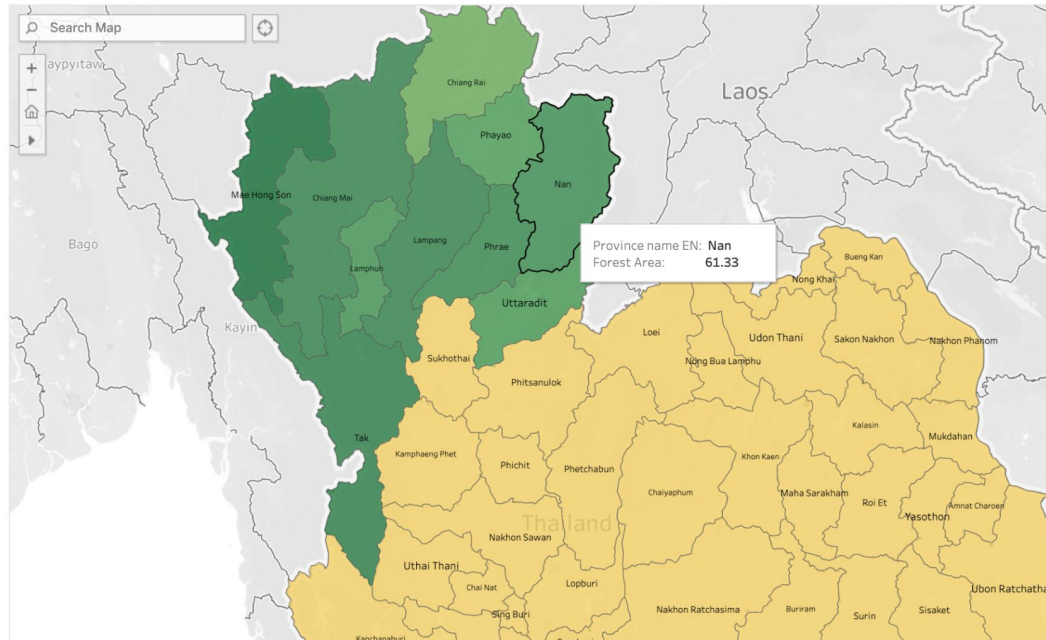 Search Map
aypyitaw
Laos
Chiang Rai
Phayao
Nan
Mae Hong Son
Chiang Mai
Bago
Lampang
Phrae
Lamphun
Province name EN: Nan
Forest Area: 61.33
Bueng Kan
Nong Khai
Uttaradit
Kayin
Loei
Udon Thani
Sakon Nakhon
Nakhon Phanom
Sukhothai
Nong Bua Lamphu
Phitsanulok
Kalasin
Mukdahan
Tak
Kamphaeng Phet
Phichit
Phetchabun
Khon Kaen
Chaiyaphum
Maha Sarakham
Roi Et
Amnat Charoen
Yasothon
Thailand
Nakhon Sawan
Uthai Thani
Chai Nat
Lopburi
Ubon Ratchatha
Sing Buri
Nakhon Ratchasima
Buriram
Surin
Sisaket
Kanchanaburi